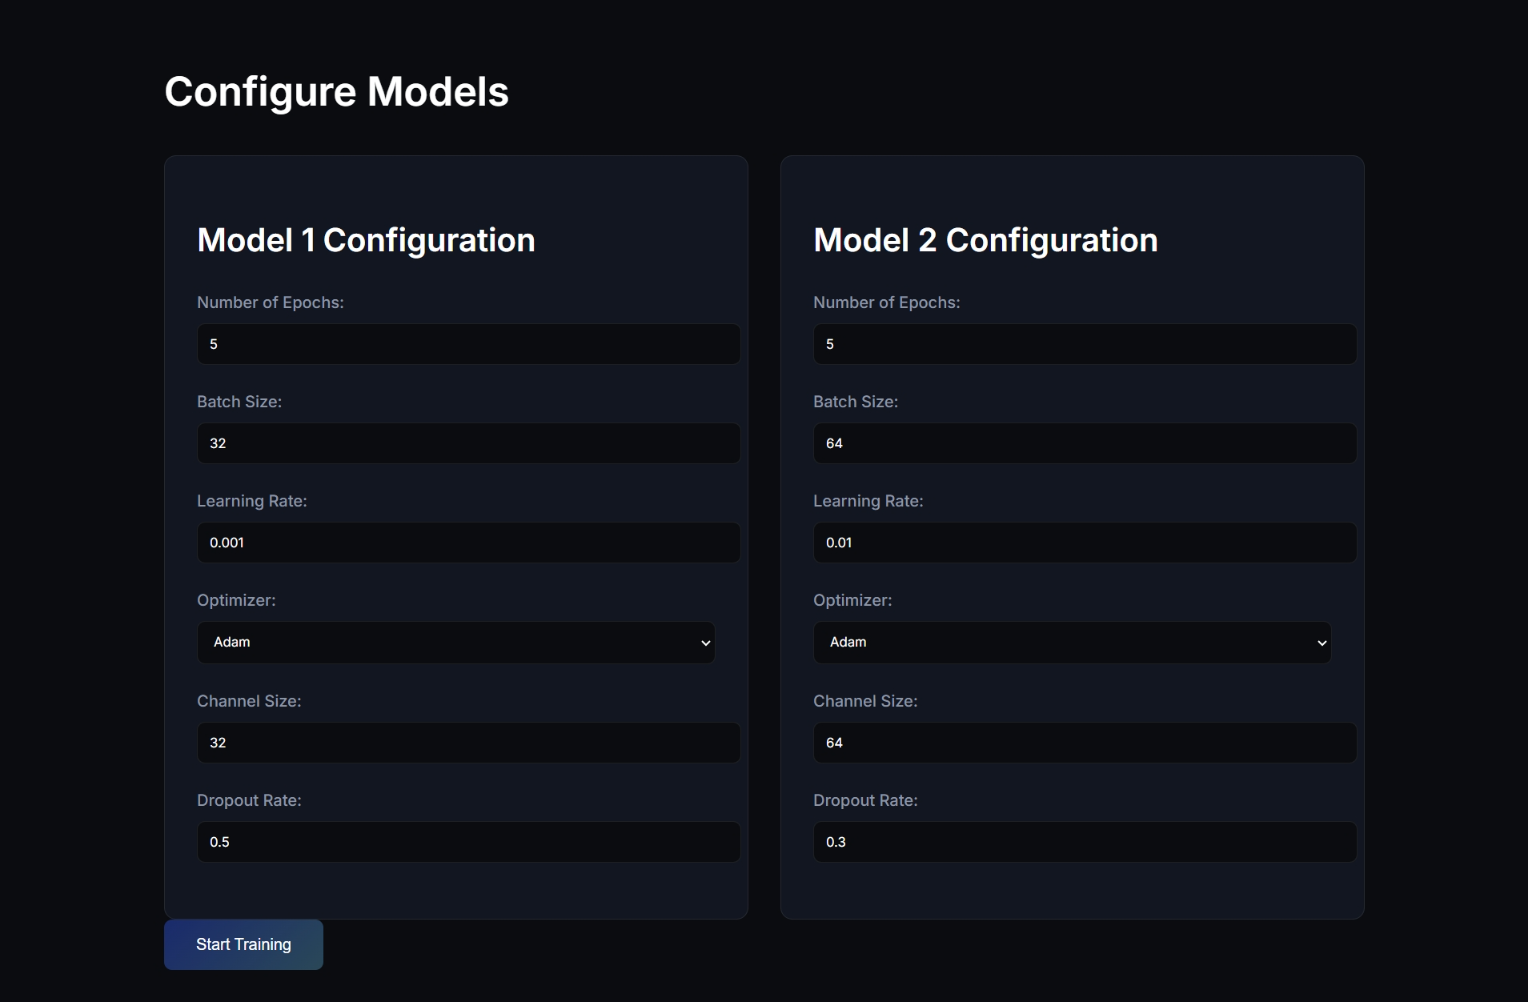 Configure Models
Model 1 Configuration
Number of Epochs:
5
Batch Size:
32
Learning Rate:
0.001
Optimizer:
Adam
Channel Size:
32
Dropout Rate:
0.5
Model 2 Configuration
Number of Epochs:
5
Batch Size:
64
Learning Rate:
0.01
Optimizer:
Adam
Channel Size:
64
Dropout Rate:
0.3
Start Training